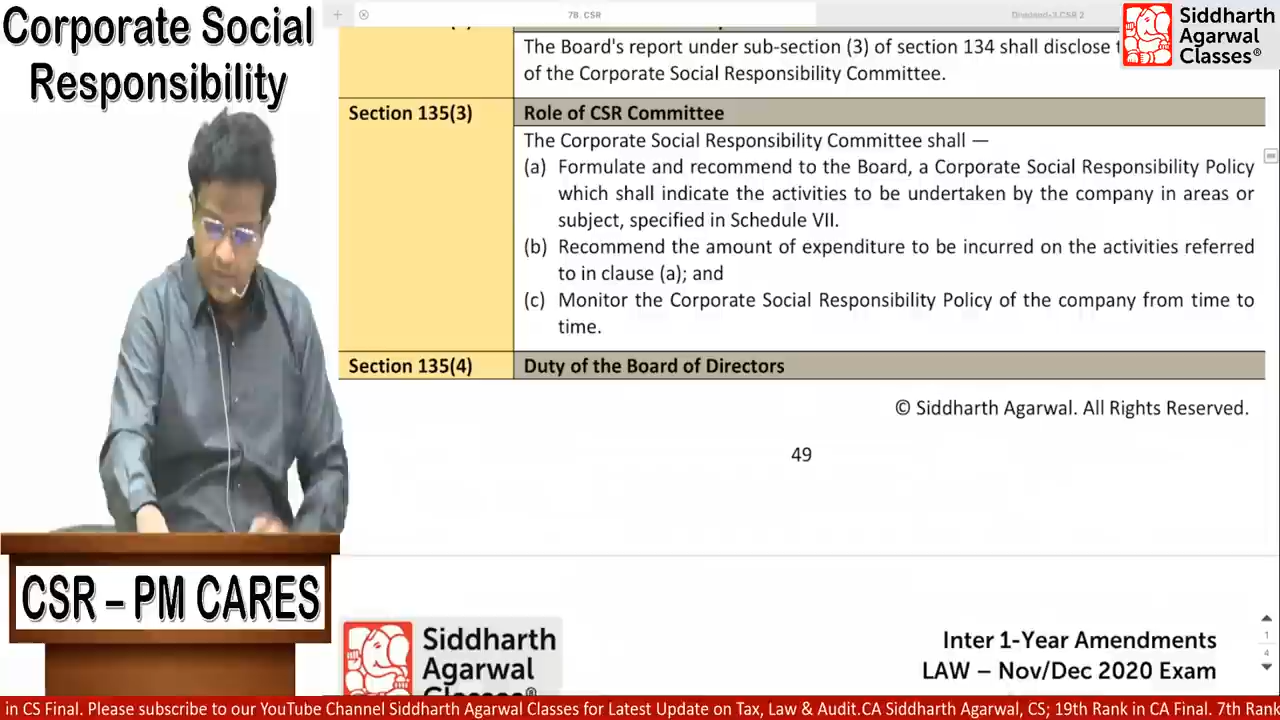 Corporate Social
Responsibility
7B. CSR
Dividend-3.CSR 2
Siddharth
Agarwal
Classes®
The Board's report under sub-section (3) of section 134 shall disclose
of the Corporate Social Responsibility Committee.
Section 135(3)
Role of CSR Committee
The Corporate Social Responsibility Committee shall —
(a) Formulate and recommend to the Board, a Corporate Social Responsibility Policy
which shall indicate the activities to be undertaken by the company in areas or
subject, specified in Schedule VII.
(b) Recommend the amount of expenditure to be incurred on the activities referred
to in clause (a); and
(c) Monitor the Corporate Social Responsibility Policy of the company from time to
time.
Section 135(4)
Duty of the Board of Directors
© Siddharth Agarwal. All Rights Reserved.
49
CSR – PM CARES
Siddharth
Agarwal
Classes®
Inter 1-Year Amendments
LAW – Nov/Dec 2020 Exam
1
4
in CS Final. Please subscribe to our YouTube Channel Siddharth Agarwal Classes for Latest Update on Tax, Law & Audit.CA Siddharth Agarwal, CS; 19th Rank in CA Final. 7th Rank